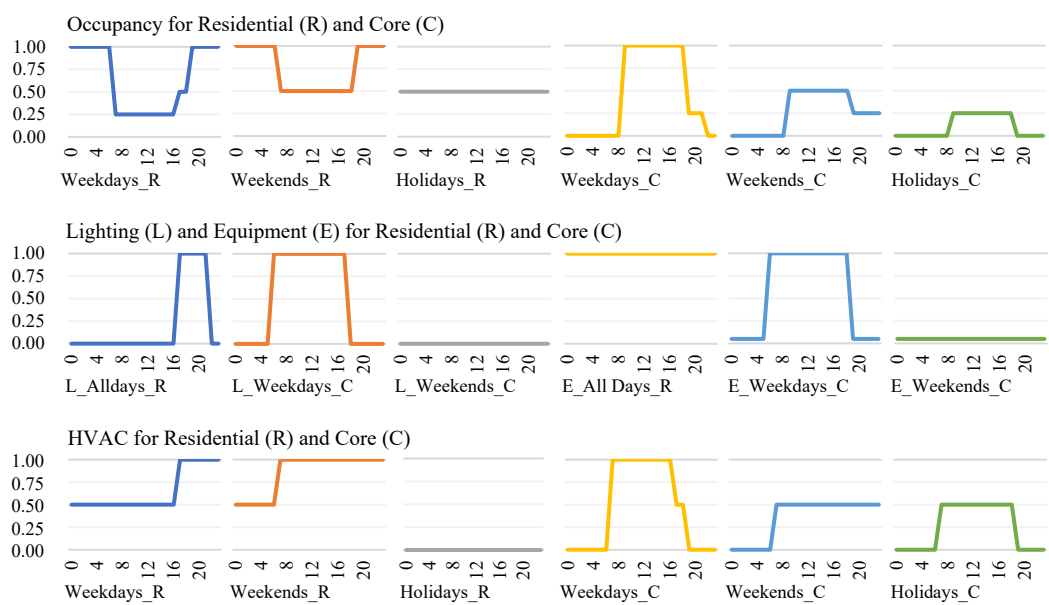 Occupancy for Residential (R) and Core (C)
1.00
0.75
0.50
0.25
0.00
0 4 8 12 16 20 0 4 8 12 16 20 0 4 8 12 16 20 0 4 8 12 16 20 0 4 8 12 16 20 0 4 8 12 16 20
Weekdays_R Weekends_R Holidays_R Weekdays_C Weekends_C Holidays_C
Lighting (L) and Equipment (E) for Residential (R) and Core (C)
1.00
0.75
0.50
0.25
0.00
0 4 8 12 16 20 0 4 8 12 16 20 0 4 8 12 16 20 0 4 8 12 16 20 0 4 8 12 16 20 0 4 8 12 16 20
L_Alldays_R L_Weekdays_C L_Weekends_C E_All Days_R E_Weekdays_C E_Weekends_C
HVAC for Residential (R) and Core (C)
1.00
0.75
0.50
0.25
0.00
0 4 8 12 16 20 0 4 8 12 16 20 0 4 8 12 16 20 0 4 8 12 16 20 0 4 8 12 16 20 0 4 8 12 16 20
Weekdays_R Weekends_R Holidays_R Weekdays_C Weekends_C Holidays_C